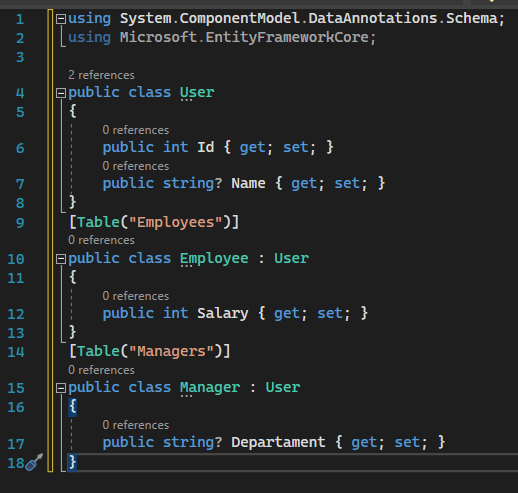 1 using System.ComponentModel.DataAnnotations.Schema;
2 using Microsoft.EntityFrameworkCore;
3
2 references
4 public class User
5 {
0 references
6 public int Id { get; set; }
0 references
7 public string? Name { get; set; }
8 }
9 [Table("Employees")]
0 references
10 public class Employee : User
11 {
0 references
12 public int Salary { get; set; }
13 }
14 [Table("Managers")]
0 references
15 public class Manager : User
16 {
0 references
17 public string? Departament { get; set; }
18 }